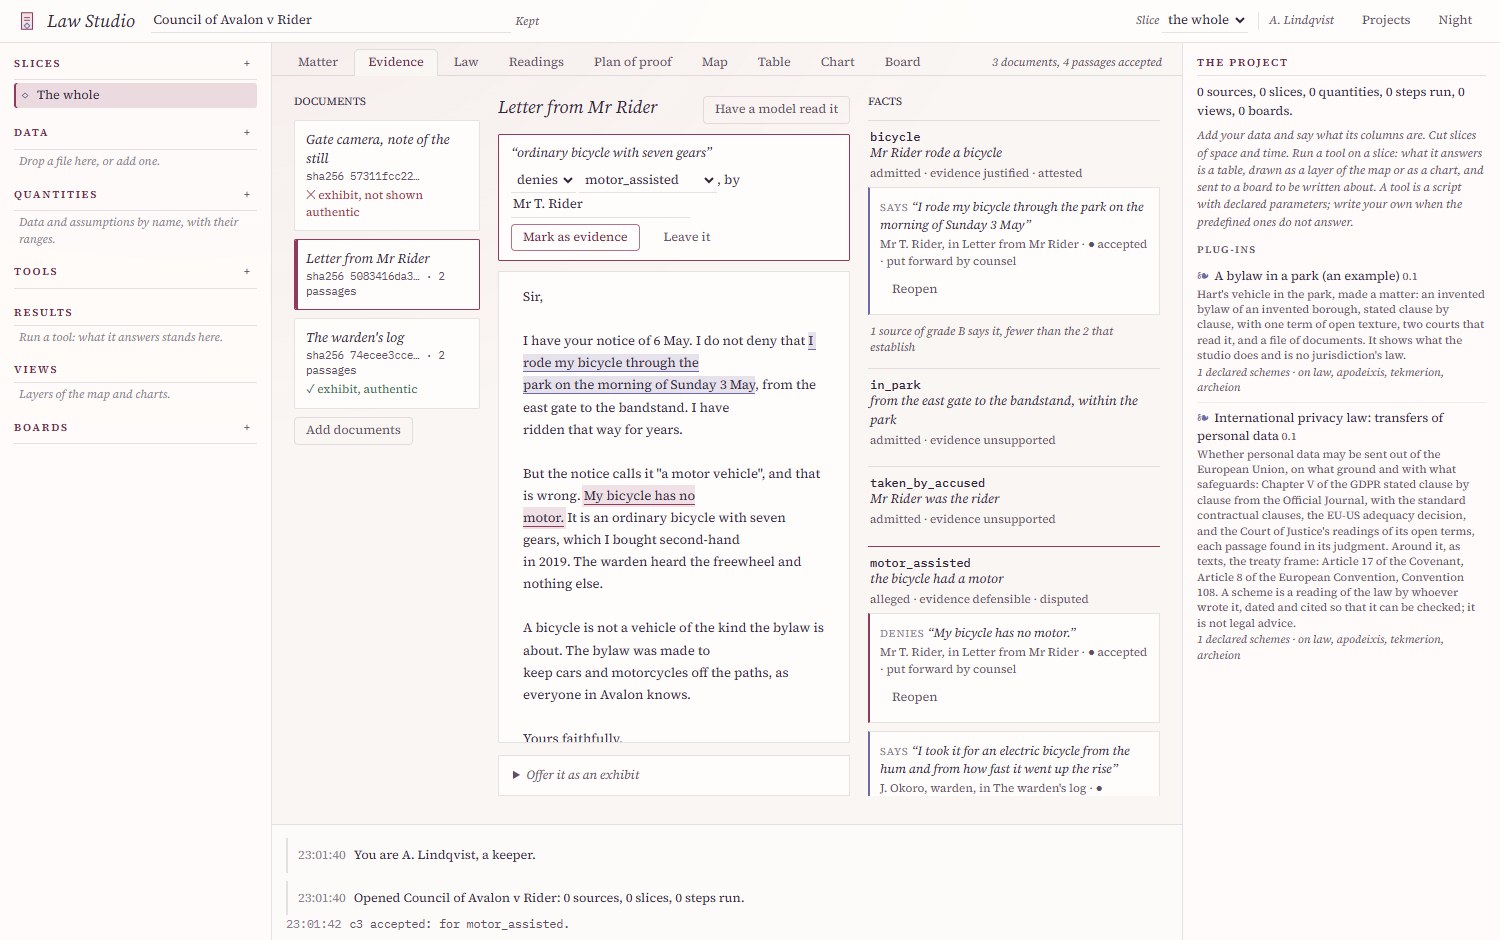 Law Studio
Council of Avalon v Rider
Kept
Slice the whole
A. Lindqvist
Projects
Night
SLICES +
The whole
DATA +
Drop a file here, or add one.
QUANTITIES +
Data and assumptions by name, with their
ranges.
TOOLS +
RESULTS
Run a tool: what it answers stands here.
VIEWS
Layers of the map and charts.
BOARDS +
Matter
Evidence
Law
Readings
Plan of proof
Map
Table
Chart
Board
3 documents, 4 passages accepted
DOCUMENTS
Gate camera, note of the
still
sha256 57311fcc22…
✕ exhibit, not shown
authentic
Letter from Mr Rider
sha256 5083416da3… · 2
passages
The warden's log
sha256 74ecee3cce… · 2
passages
✓ exhibit, authentic
Add documents
Letter from Mr Rider
Have a model read it
“ordinary bicycle with seven gears”
denies motor_assisted , by
Mr T. Rider
Mark as evidence
Leave it
Sir,
I have your notice of 6 May. I do not deny that I
rode my bicycle through the
park on the morning of Sunday 3 May, from the
east gate to the bandstand. I have
ridden that way for years.
But the notice calls it "a motor vehicle", and that
is wrong. My bicycle has no
motor. It is an ordinary bicycle with seven
gears, which I bought second-hand
in 2019. The warden heard the freewheel and
nothing else.
A bicycle is not a vehicle of the kind the bylaw is
about. The bylaw was made to
keep cars and motorcycles off the paths, as
everyone in Avalon knows.
Yours faithfully,
▶ Offer it as an exhibit
FACTS
bicycle
Mr Rider rode a bicycle
admitted · evidence justified · attested
SAYS “I rode my bicycle through the park on the
morning of Sunday 3 May”
Mr T. Rider, in Letter from Mr Rider · ● accepted
· put forward by counsel
Reopen
1 source of grade B says it, fewer than the 2 that
establish
in_park
from the east gate to the bandstand, within the
park
admitted · evidence unsupported
taken_by_accused
Mr Rider was the rider
admitted · evidence unsupported
motor_assisted
the bicycle had a motor
alleged · evidence defensible · disputed
DENIES “My bicycle has no motor.”
Mr T. Rider, in Letter from Mr Rider · ● accepted
· put forward by counsel
Reopen
SAYS “I took it for an electric bicycle from the
hum and from how fast it went up the rise”
J. Okoro, warden, in The warden's log · ●
23:01:40 You are A. Lindqvist, a keeper.
23:01:40 Opened Council of Avalon v Rider: 0 sources, 0 slices, 0 steps run.
23:01:42 c3 accepted: for motor_assisted.
THE PROJECT
0 sources, 0 slices, 0 quantities, 0 steps run, 0
views, 0 boards.
Add your data and say what its columns are. Cut slices
of space and time. Run a tool on a slice: what it answers
is a table, drawn as a layer of the map or as a chart, and
sent to a board to be written about. A tool is a script
with declared parameters; write your own when the
predefined ones do not answer.
PLUG-INS
❧ A bylaw in a park (an example) 0.1
Hart's vehicle in the park, made a matter: an invented
bylaw of an invented borough, stated clause by
clause, with one term of open texture, two courts that
read it, and a file of documents. It shows what the
studio does and is no jurisdiction's law.
1 declared schemes · on law, apodeixis, tekmerion,
archeion
❧ International privacy law: transfers of
personal data 0.1
Whether personal data may be sent out of the
European Union, on what ground and with what
safeguards: Chapter V of the GDPR stated clause by
clause from the Official Journal, with the standard
contractual clauses, the EU-US adequacy decision,
and the Court of Justice's readings of its open terms,
each passage found in its judgment. Around it, as
texts, the treaty frame: Article 17 of the Covenant,
Article 8 of the European Convention, Convention
108. A scheme is a reading of the law by whoever
wrote it, dated and cited so that it can be checked; it
is not legal advice.
1 declared schemes · on law, apodeixis, tekmerion,
archeion